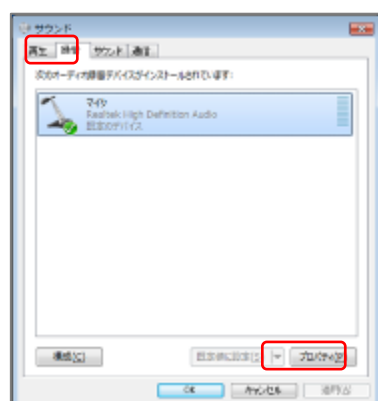 サウンド
再生 録音 サウンド 通信
次のオーディオ録音デバイスがインストールされています:
マイク
Realtek High Definition Audio
既定のデバイス
構成(C) 既定値に設定(S) プロパティ(P)
OK キャンセル 適用(A)